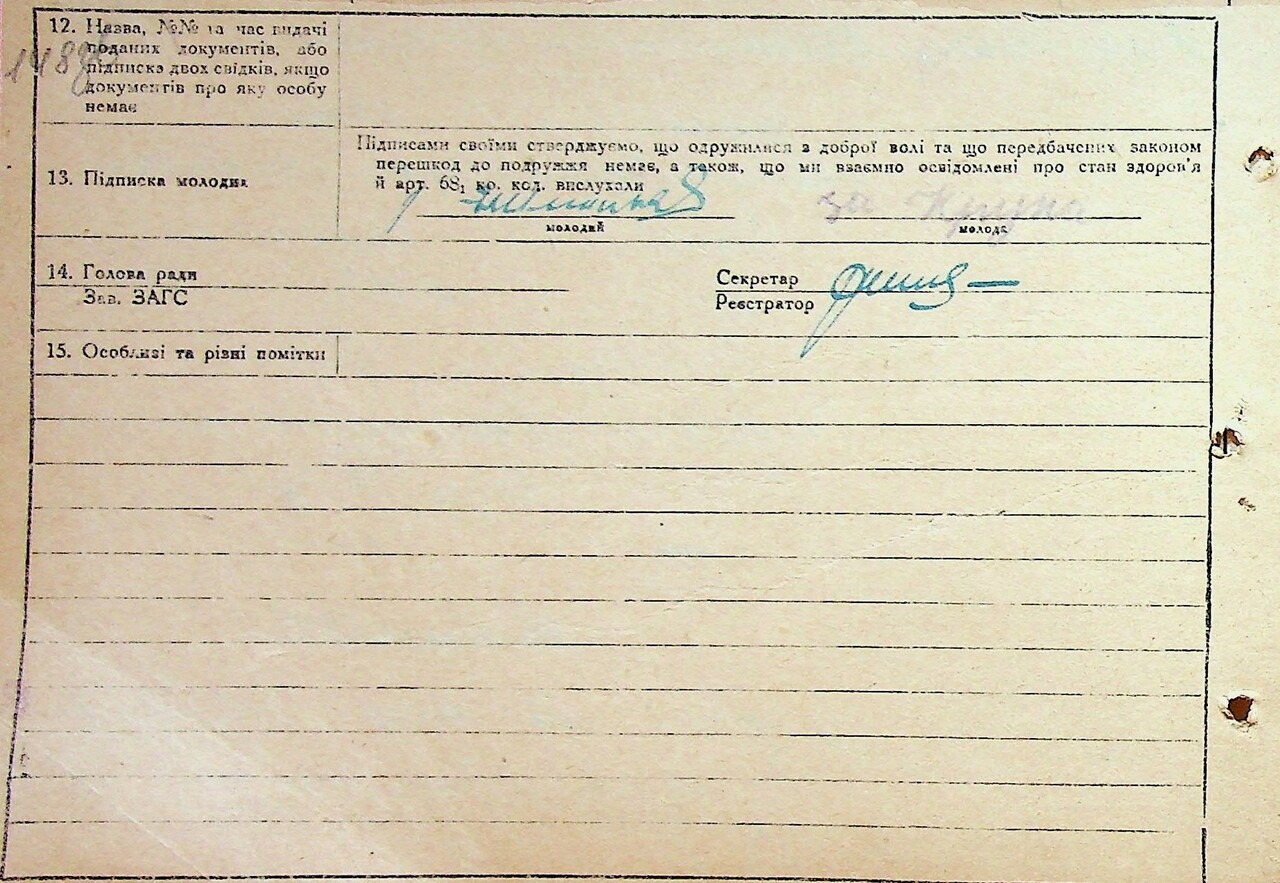 12. Назва, №№ та час видачі
поданих документів, або
підписка двох свідків, якщо
документів про яку особу
немає
13. Підписка молодих
Підписами своїми стверджуємо, що одружилися з доброї волі та що передбачених законом
перешкод до подружжя немає, а також, що ми взаємно освідомлені про стан здоров'я
й арт. 68₁ кр. код. вислухали
за
молодий
молода
14. Голова ради
Зав. ЗАГС
Секретар
Реєстратор
15. Особливі та різні помітки